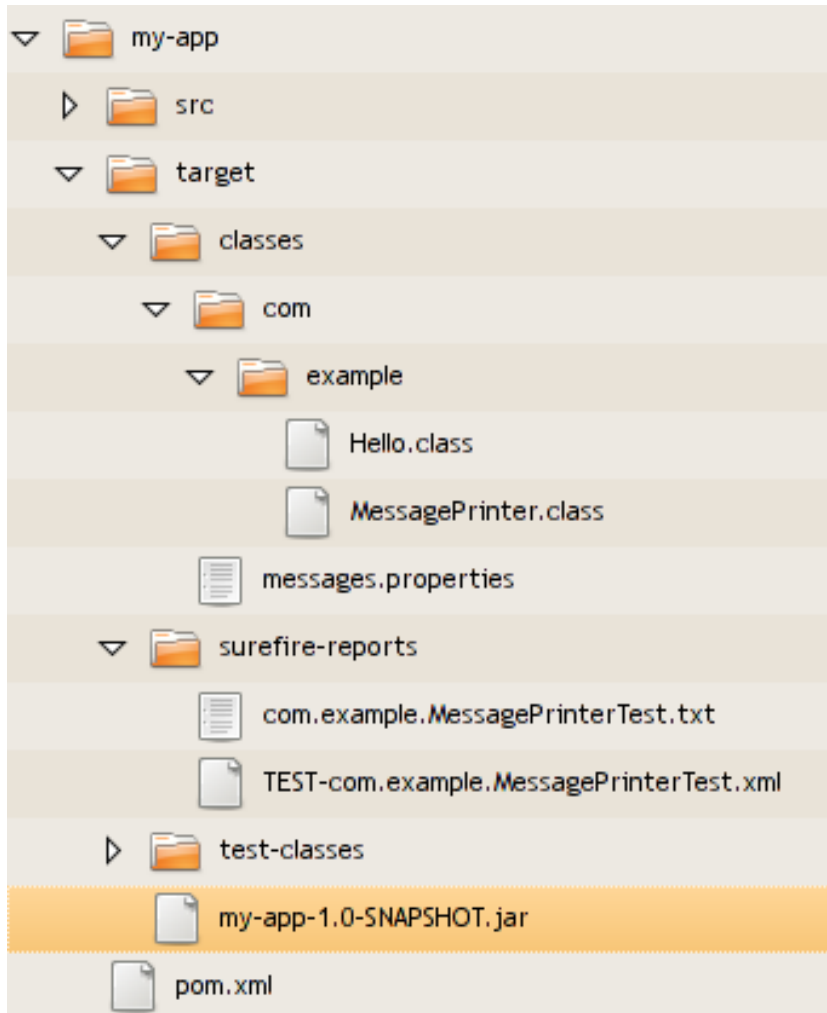 my-app
src
target
classes
com
example
Hello.class
MessagePrinter.class
messages.properties
surefire-reports
com.example.MessagePrinterTest.txt
TEST-com.example.MessagePrinterTest.xml
test-classes
my-app-1.0-SNAPSHOT.jar
pom.xml